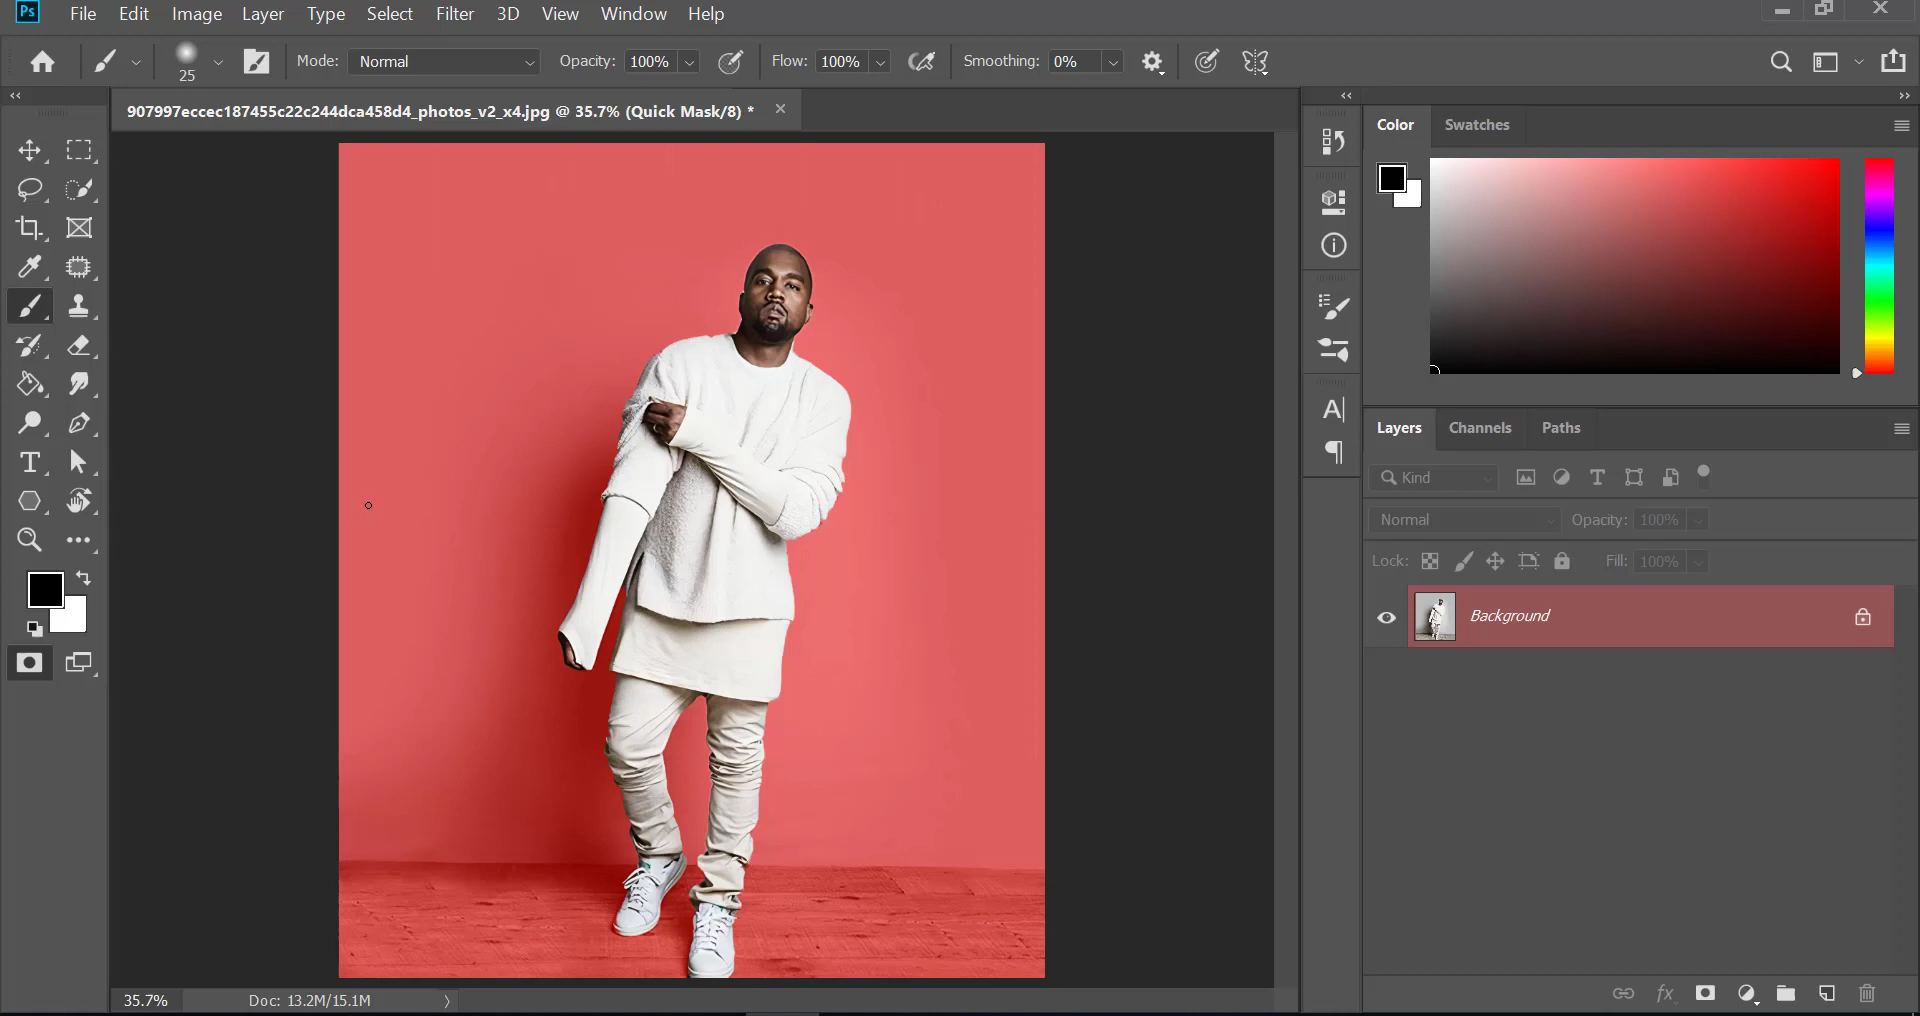 Ps File Edit Image Layer Type Select Filter 3D View Window Help
25 Mode: Normal Opacity: 100% Flow: 100% Smoothing: 0%
907997eccec187455c22c244dca458d4_photos_v2_x4.jpg @ 35.7% (Quick Mask/8) *
Color Swatches
Layers Channels Paths
Kind
Normal Opacity: 100%
Lock: Fill: 100%
Background
35.7% Doc: 13.2M/15.1M